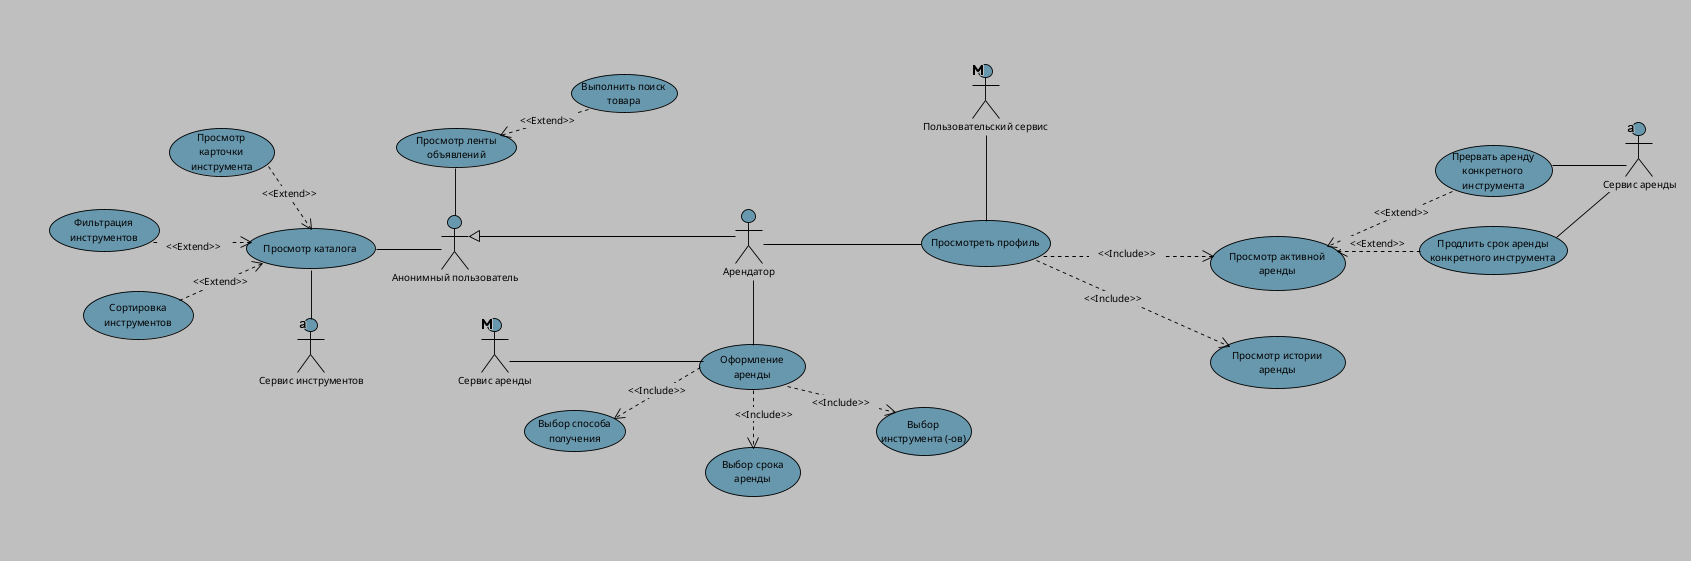 M
Выполнить поиск
товара
<<Extend>>
Пользовательский сервис
a
Просмотр
карточки
инструмента
Просмотр ленты
объявлений
Прервать аренду
конкретного
инструмента
Сервис аренды
<<Extend>>
<<Extend>>
Фильтрация
инструментов
<<Extend>>
Просмотр каталога
Анонимный пользователь
Арендатор
Просмотреть профиль
<<Include>>
Просмотр активной
аренды
<<Extend>>
Продлить срок аренды
конкретного инструмента
<<Extend>>
Сортировка
инструментов
<<Include>>
a
Сервис инструментов
M
Сервис аренды
Оформление
аренды
Просмотр истории
аренды
<<Include>>
<<Include>>
<<Include>>
Выбор способа
получения
Выбор
инструмента (-ов)
Выбор срока
аренды